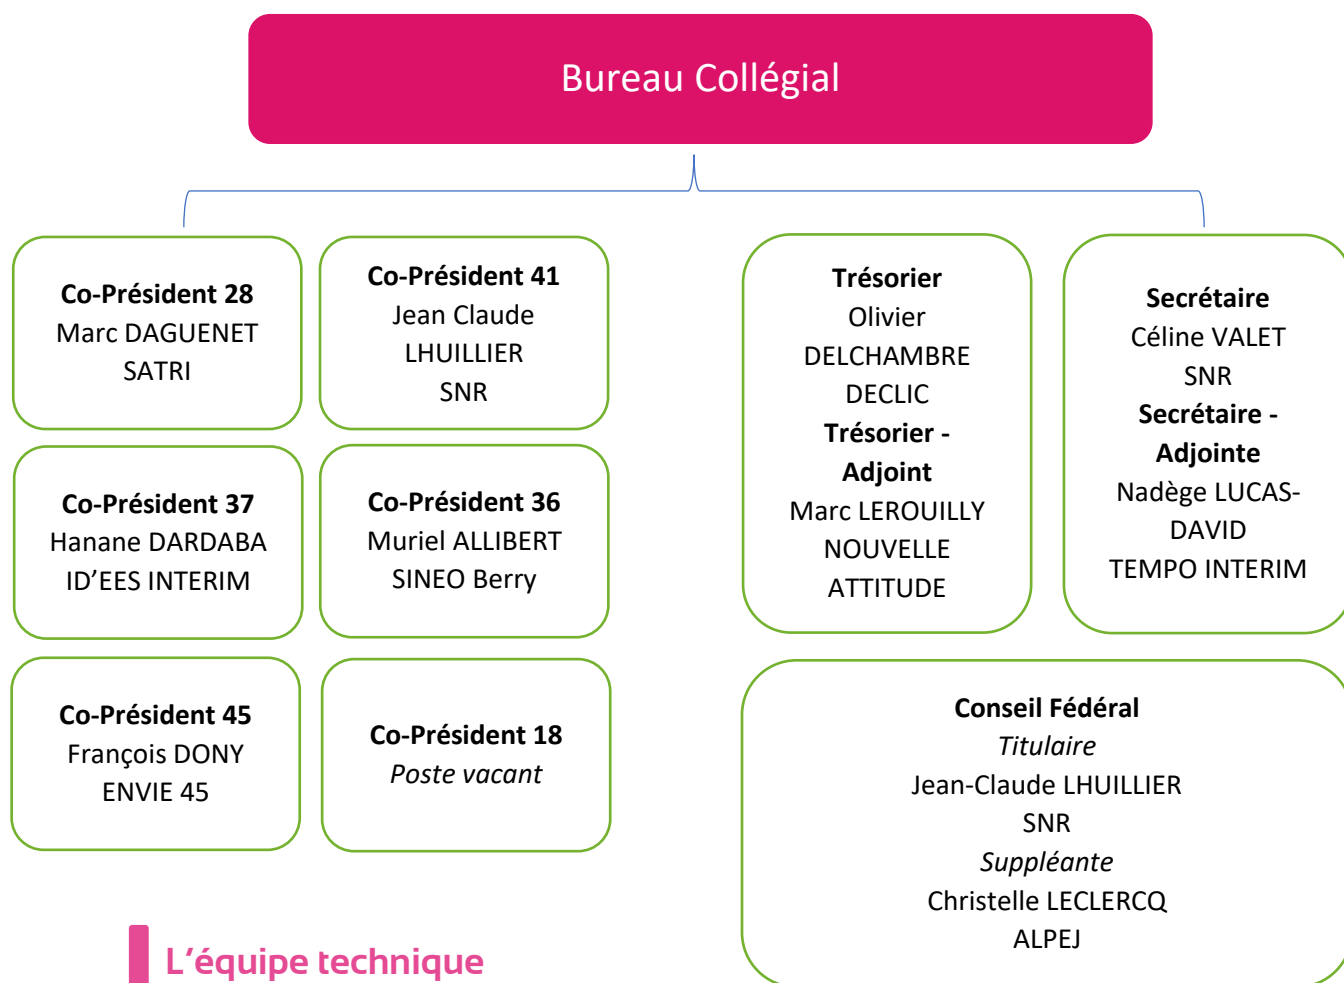 Bureau Collégial
Co-Président 28
Marc DAGUENET
SATRI
Co-Président 41
Jean Claude
LHUILLIER
SNR
Co-Président 37
Hanane DARDABA
ID’EES INTERIM
Co-Président 36
Muriel ALLIBERT
SINEO Berry
Co-Président 45
François DONY
ENVIE 45
Co-Président 18
Poste vacant
Trésorier
Olivier
DELCHAMBRE
DECLIC
Trésorier -
Adjoint
Marc LEROUILLY
NOUVELLE
ATTITUDE
Secrétaire
Céline VALET
SNR
Secrétaire -
Adjointe
Nadège LUCAS-
DAVID
TEMPO INTERIM
Conseil Fédéral
Titulaire
Jean-Claude LHUILLIER
SNR
Suppléante
Christelle LECLERCQ
ALPEJ
L’équipe technique